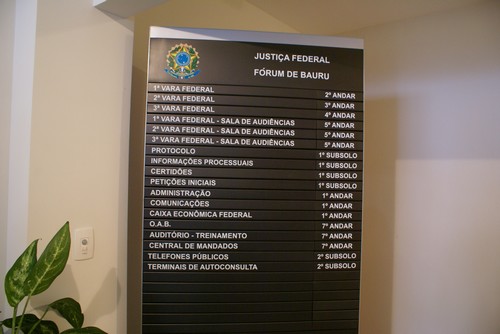 JUSTIÇA FEDERAL
FÓRUM DE BAURU
1ª VARA FEDERAL 2º ANDAR
2ª VARA FEDERAL 3º ANDAR
3ª VARA FEDERAL 4º ANDAR
1ª VARA FEDERAL - SALA DE AUDIÊNCIAS 5º ANDAR
2ª VARA FEDERAL - SALA DE AUDIÊNCIAS 5º ANDAR
3ª VARA FEDERAL - SALA DE AUDIÊNCIAS 5º ANDAR
PROTOCOLO 1º SUBSOLO
INFORMAÇÕES PROCESSUAIS 1º SUBSOLO
CERTIDÕES 1º SUBSOLO
PETIÇÕES INICIAIS 1º SUBSOLO
ADMINISTRAÇÃO 1º ANDAR
COMUNICAÇÕES 1º ANDAR
CAIXA ECONÔMICA FEDERAL 1º ANDAR
O.A.B. 7º ANDAR
AUDITÓRIO - TREINAMENTO 7º ANDAR
CENTRAL DE MANDADOS 7º ANDAR
TELEFONES PÚBLICOS 2º SUBSOLO
TERMINAIS DE AUTOCONSULTA 2º SUBSOLO